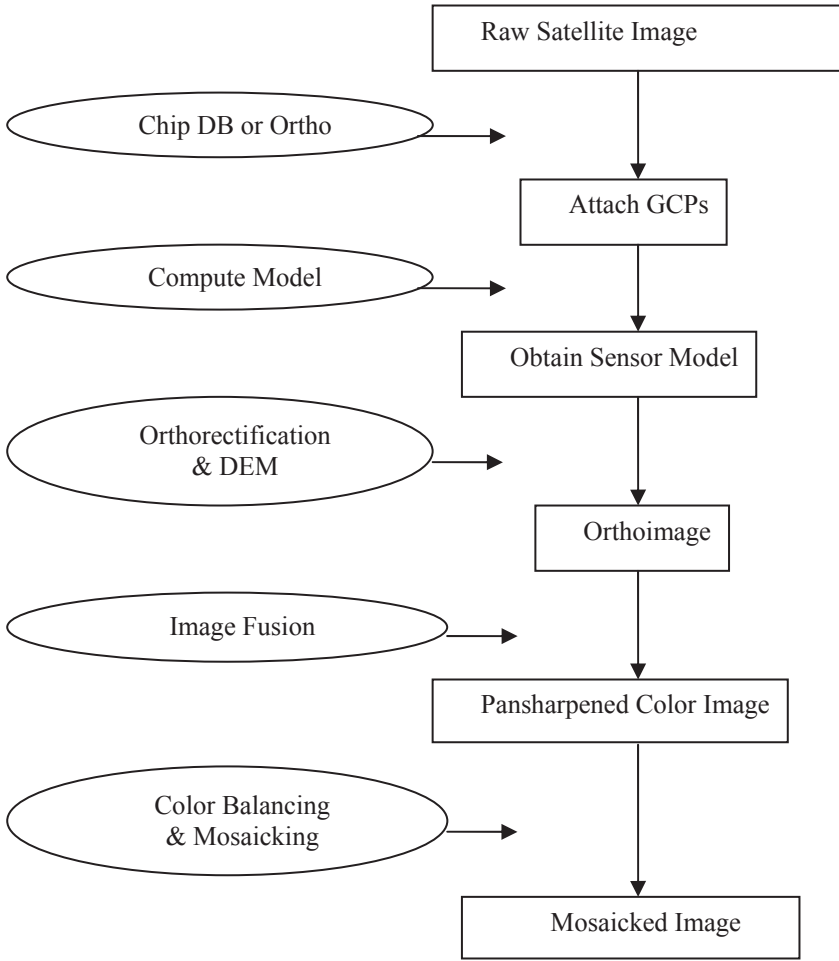 Raw Satellite Image
Chip DB or Ortho
Attach GCPs
Compute Model
Obtain Sensor Model
Orthorectification
& DEM
Orthoimage
Image Fusion
Pansharpened Color Image
Color Balancing
& Mosaicking
Mosaicked Image